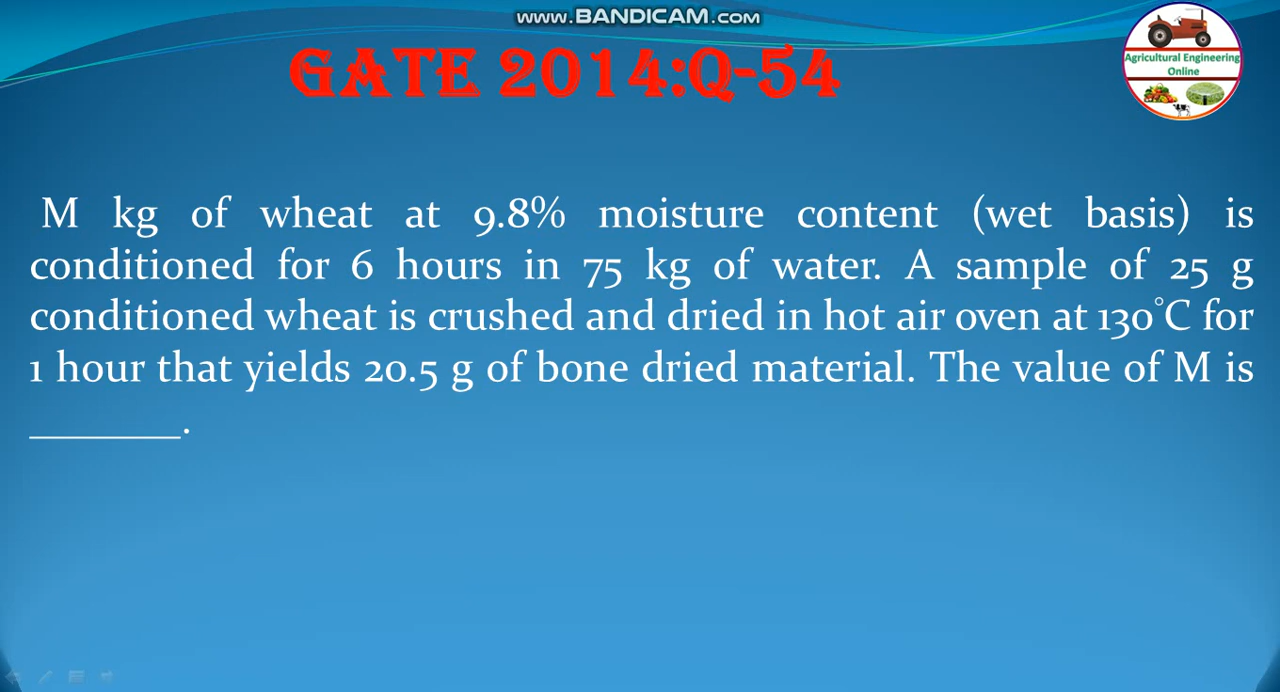 www.BANDICAM.com
GATE 2014:Q-54
Agricultural Engineering
Online
M kg of wheat at 9.8% moisture content (wet basis) is
conditioned for 6 hours in 75 kg of water. A sample of 25 g
conditioned wheat is crushed and dried in hot air oven at 130°C for
1 hour that yields 20.5 g of bone dried material. The value of M is
_______.